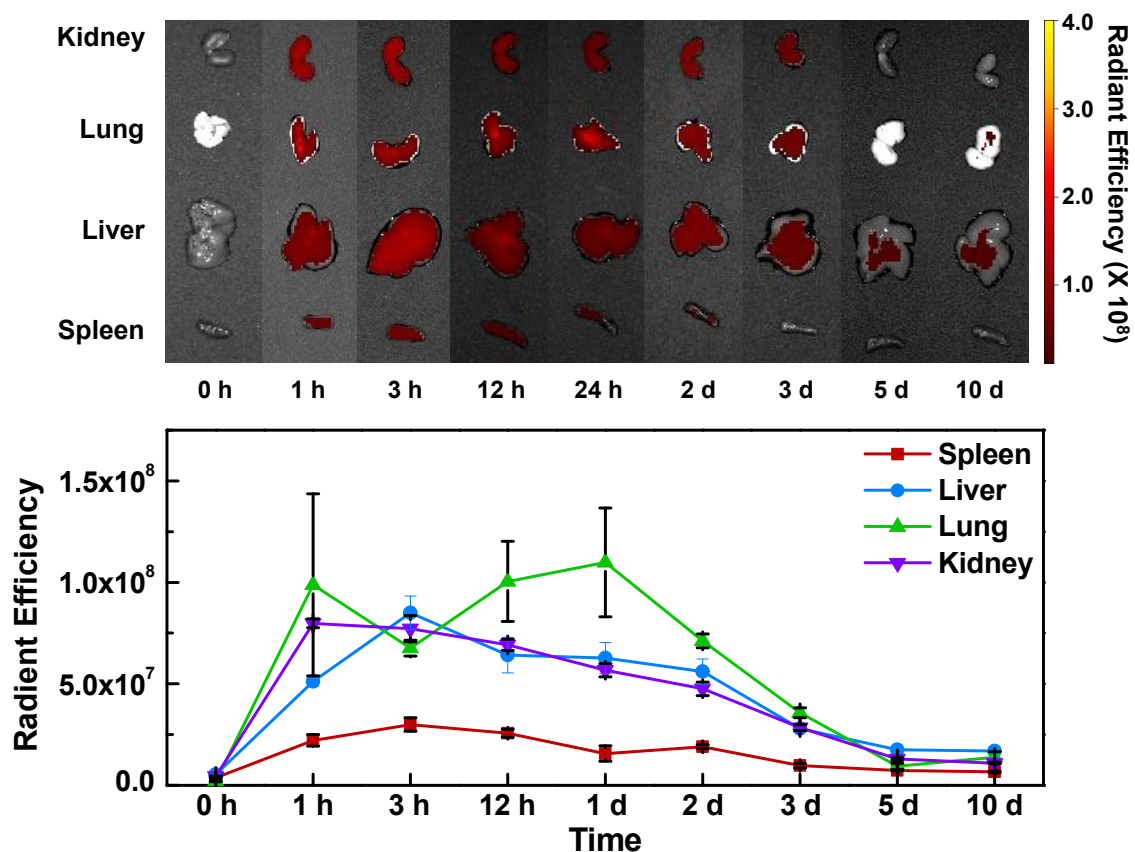 Kidney
Lung
Liver
Spleen
0 h 1 h 3 h 12 h 24 h 2 d 3 d 5 d 10 d
4.0
3.0
2.0
1.0
Radiant Efficiency (X 10⁸)
Radient Efficiency
1.5x10⁸
1.0x10⁸
5.0x10⁷
0.0
Spleen
Liver
Lung
Kidney
0 h 1 h 3 h 12 h 1 d 2 d 3 d 5 d 10 d
Time